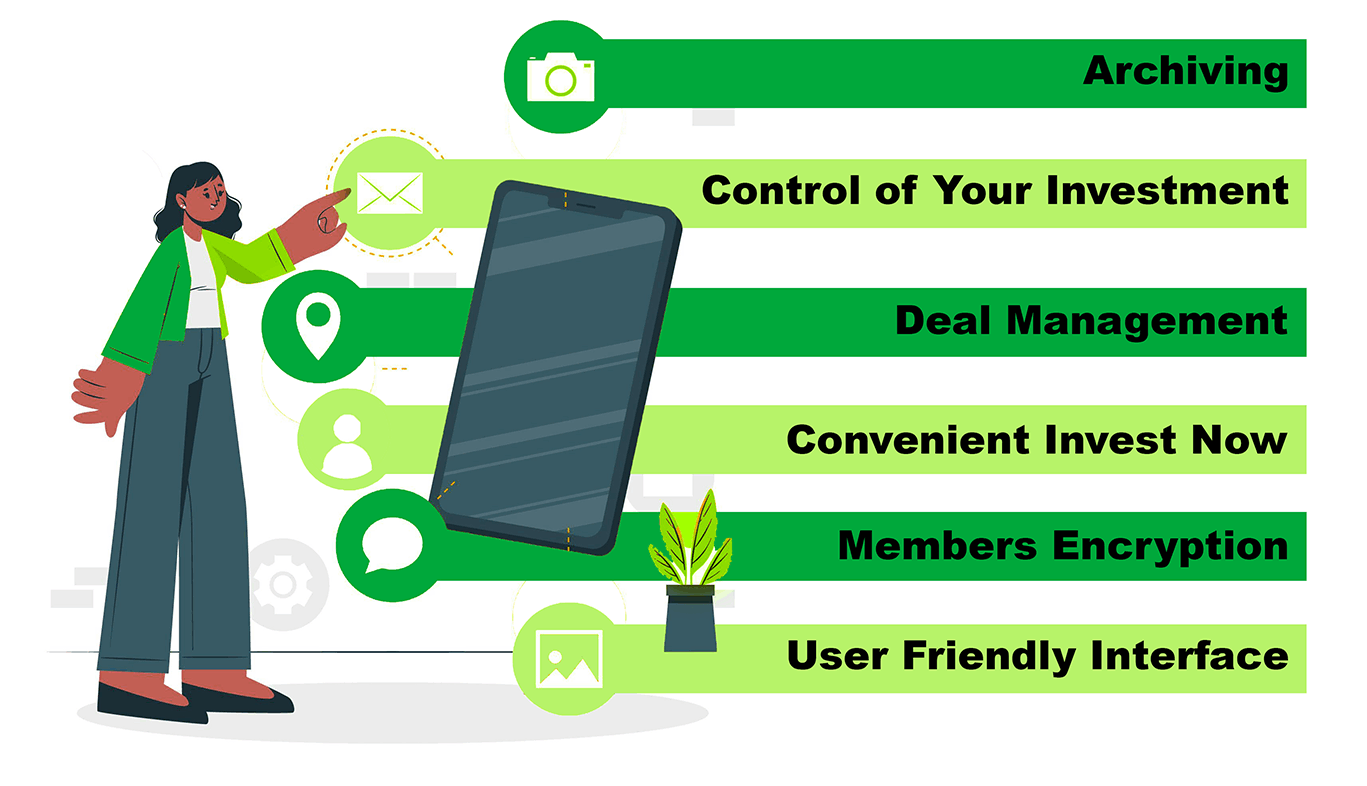 Archiving
Control of Your Investment
Deal Management
Convenient Invest Now
Members Encryption
User Friendly Interface